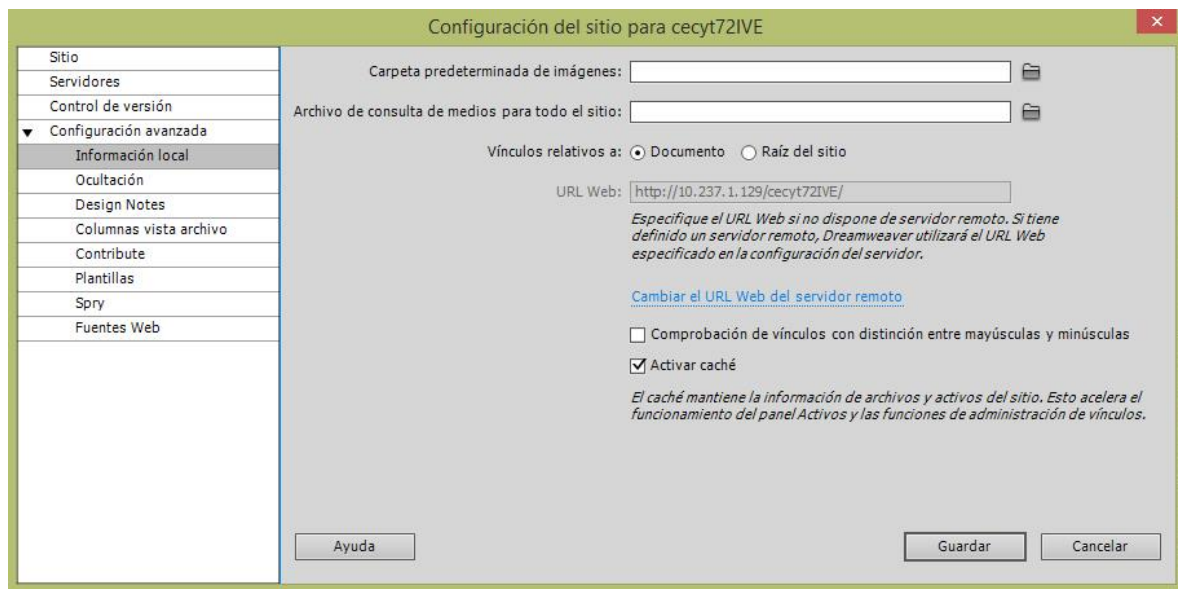 Configuración del sitio para cecyt72IVE
Sitio
Servidores
Control de versión
Configuración avanzada
Información local
Ocultación
Design Notes
Columnas vista archivo
Contribute
Plantillas
Spry
Fuentes Web
Carpeta predeterminada de imágenes:
Archivo de consulta de medios para todo el sitio:
Vínculos relativos a: Documento Raíz del sitio
URL Web: http://10.237.1.129/cecyt72IVE/
Especifique el URL Web si no dispone de servidor remoto. Si tiene
definido un servidor remoto, Dreamweaver utilizará el URL Web
especificado en la configuración del servidor.
Cambiar el URL Web del servidor remoto
Comprobación de vínculos con distinción entre mayúsculas y minúsculas
Activar caché
El caché mantiene la información de archivos y activos del sitio. Esto acelera el
funcionamiento del panel Activos y las funciones de administración de vínculos.
Ayuda Guardar Cancelar